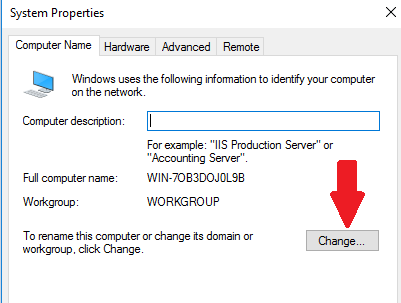 System Properties
Computer Name Hardware Advanced Remote
Windows uses the following information to identify your computer
on the network.
Computer description:
For example: "IIS Production Server" or
"Accounting Server".
Full computer name: WIN-7OB3DOJ0L9B
Workgroup: WORKGROUP
To rename this computer or change its domain or
workgroup, click Change.
Change...